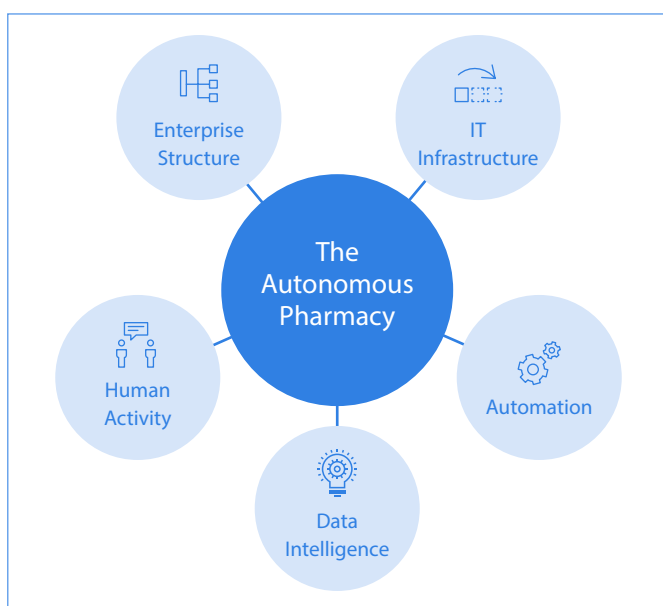 Enterprise
Structure
IT
Infrastructure
The
Autonomous
Pharmacy
Human
Activity
Automation
Data
Intelligence